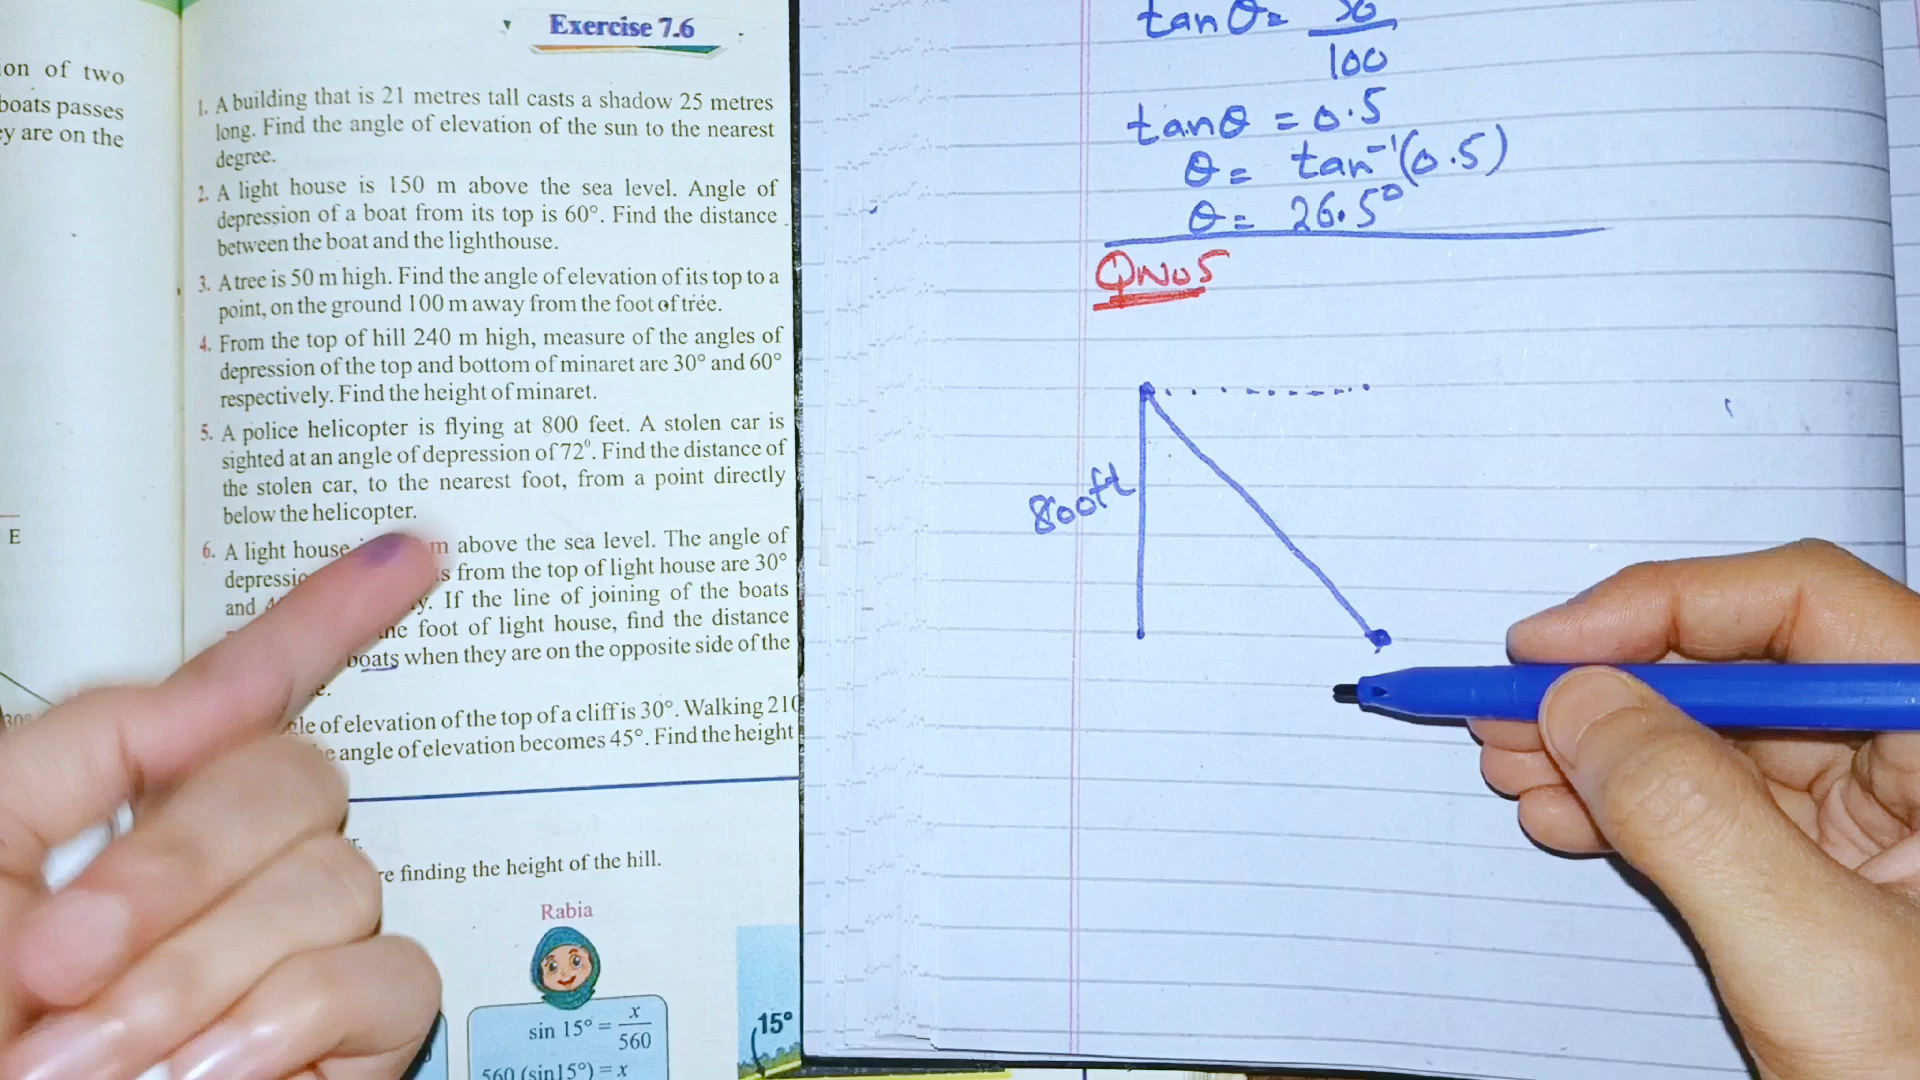 ion of two
boats passes
ey are on the
E
30°
Exercise 7.6
1. A building that is 21 metres tall casts a shadow 25 metres
long. Find the angle of elevation of the sun to the nearest
degree.
2. A light house is 150 m above the sea level. Angle of
depression of a boat from its top is 60°. Find the distance
between the boat and the lighthouse.
3. A tree is 50 m high. Find the angle of elevation of its top to a
point, on the ground 100 m away from the foot of tree.
4. From the top of hill 240 m high, measure of the angles of
depression of the top and bottom of minaret are 30° and 60°
respectively. Find the height of minaret.
5. A police helicopter is flying at 800 feet. A stolen car is
sighted at an angle of depression of 72°. Find the distance of
the stolen car, to the nearest foot, from a point directly
below the helicopter.
6. A light house m above the sea level. The angle of
depressio s from the top of light house are 30°
and y. If the line of joining of the boats
he foot of light house, find the distance
boats when they are on the opposite side of the
e.
gle of elevation of the top of a cliff is 30°. Walking 210
e angle of elevation becomes 45°. Find the height
r.
re finding the height of the hill.
Rabia
sin 15° = x/560
560 (sin15°) = x
15°
tan θ = 50/100
tan θ = 0.5
θ = tan⁻¹(0.5)
θ = 26.5°
QNo5
800ft